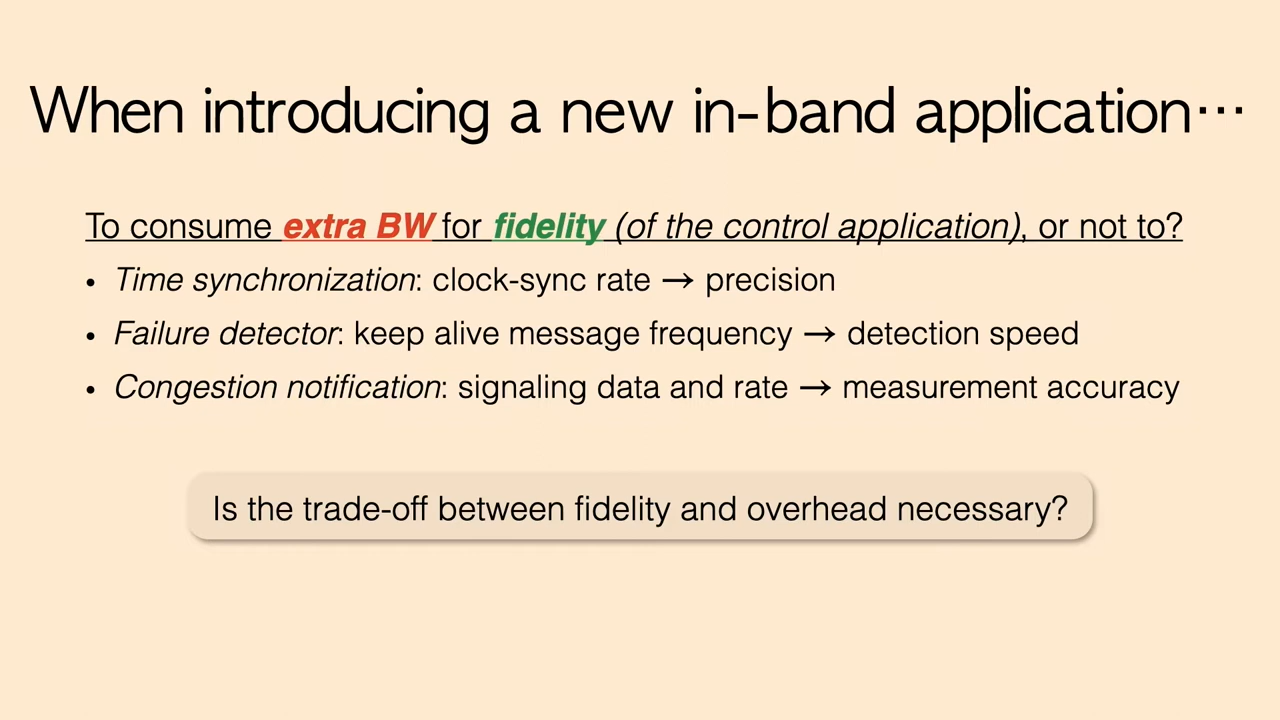 When introducing a new in-band application…
To consume extra BW for fidelity (of the control application), or not to?
• Time synchronization: clock-sync rate → precision
• Failure detector: keep alive message frequency → detection speed
• Congestion notification: signaling data and rate → measurement accuracy
Is the trade-off between fidelity and overhead necessary?